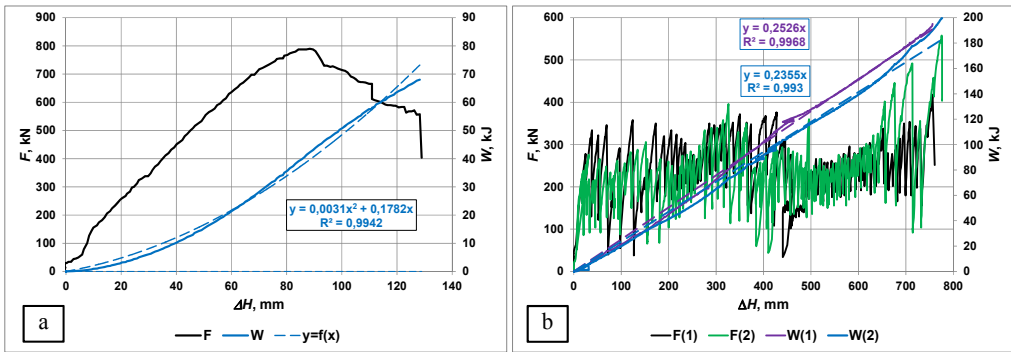 F, kN
900
800
700
600
500
400
300
200
100
0
W, kJ
90
80
70
60
50
40
30
20
10
0
y = 0,0031x² + 0,1782x
R² = 0,9942
0 20 40 60 80 100 120 140
ΔH, mm
a
F W y=f(x)
F, kN
600
500
400
300
200
100
0
W, kJ
200
180
160
140
120
100
80
60
40
20
0
y = 0,2526x
R² = 0,9968
y = 0,2355x
R² = 0,993
0 100 200 300 400 500 600 700 800
ΔH, mm
b
F(1) F(2) W(1) W(2)